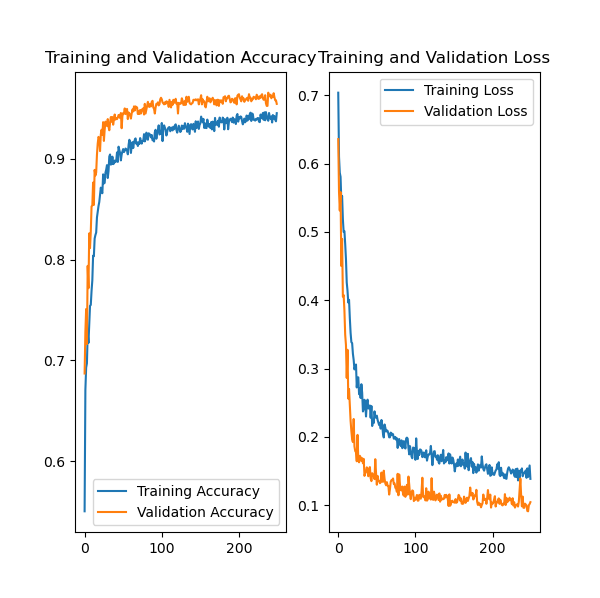 Training and Validation Accuracy
0.9
0.7
0.6
0
100
200
Training Accuracy
Validation Accuracy
Training and Validation Loss
0.7
0.6
0.5
0.4
0.3
0.2
0.1
0
100
200
Training Loss
Validation Loss